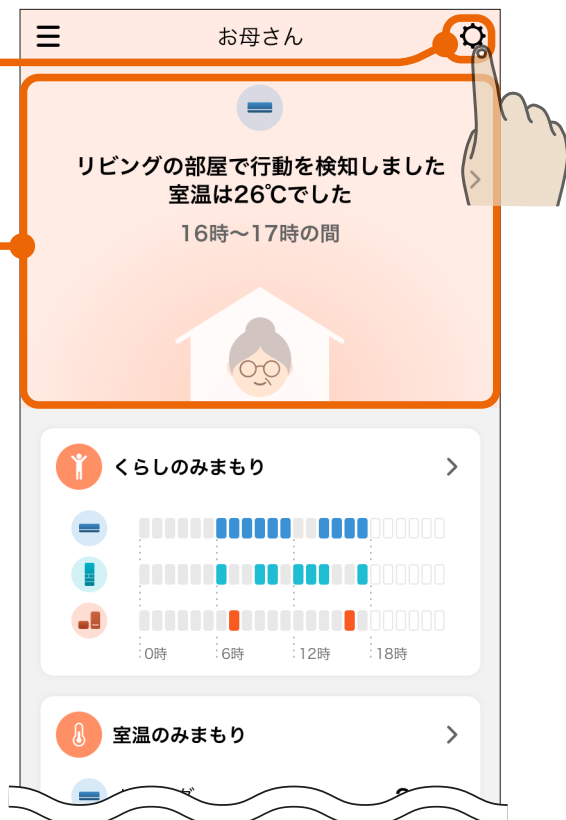 お母さん
リビングの部屋で行動を検知しました
室温は26℃でした
16時〜17時の間
くらしのみまもり
0時 6時 12時 18時
室温のみまもり